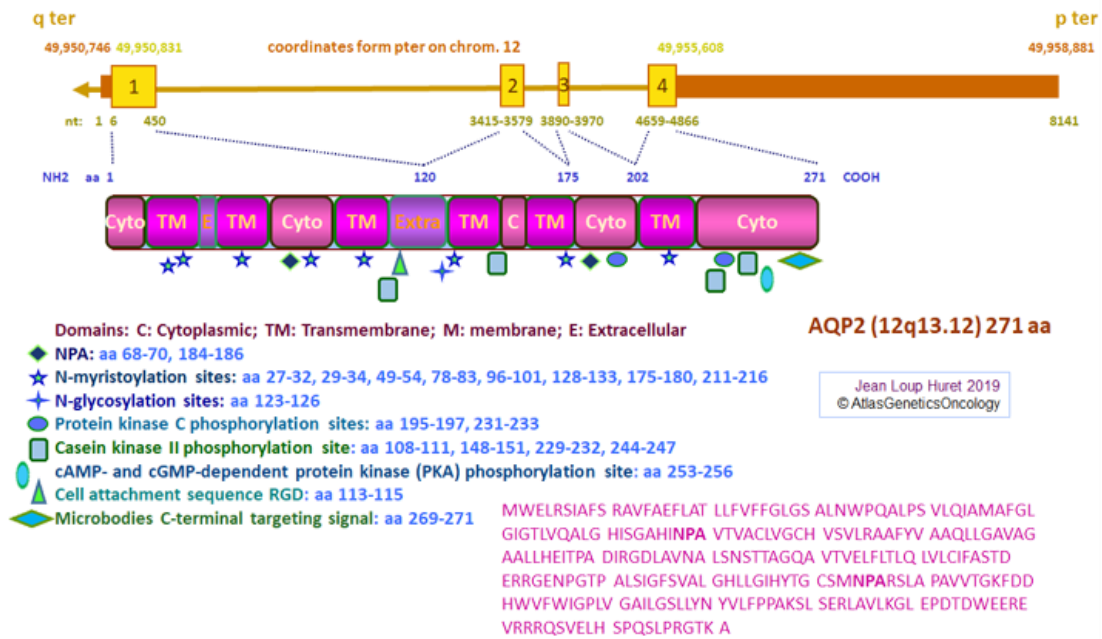 q ter p ter
49,950,746 49,950,831 coordinates form pter on chrom. 12 49,955,608 49,958,881
1 2 3 4
nt: 1 6 450 3415-3579 3890-3970 4659-4866 8141
NH2 aa 1 120 175 202 271 COOH
Cyto TM E TM Cyto TM Extra TM C TM Cyto TM Cyto
Domains: C: Cytoplasmic; TM: Transmembrane; M: membrane; E: Extracellular
AQP2 (12q13.12) 271 aa
NPA: aa 68-70, 184-186
N-myristoylation sites: aa 27-32, 29-34, 49-54, 78-83, 96-101, 128-133, 175-180, 211-216
Jean Loup Huret 2019
© AtlasGeneticsOncology
N-glycosylation sites: aa 123-126
Protein kinase C phosphorylation sites: aa 195-197, 231-233
Casein kinase II phosphorylation site: aa 108-111, 148-151, 229-232, 244-247
cAMP- and cGMP-dependent protein kinase (PKA) phosphorylation site: aa 253-256
Cell attachment sequence RGD: aa 113-115
Microbodies C-terminal targeting signal: aa 269-271
MWELRSIAFS RAVFAEFLAT LLFVFFGLGS ALNWPQALPS VLQIAMAFGL
GIGTLVQALG HISGAHINPA VTVACLVGCH VSVLRAAFYV AAQLLGAVAG
AALLHEITPA DIRGDLAVNA LSNSTTAGQA VTVELFLTLQ LVLCIFASTD
ERRGENPGTP ALSIGFSVAL GHLLGIHYTG CSMNPARSLA PAVVTGKFDD
HWVFWIGPLV GAILGSLLYN YVLFPPAKSL SERLAVLKGL EPDTDWEERE
VRRRQSVELH SPQSLPRGTK A